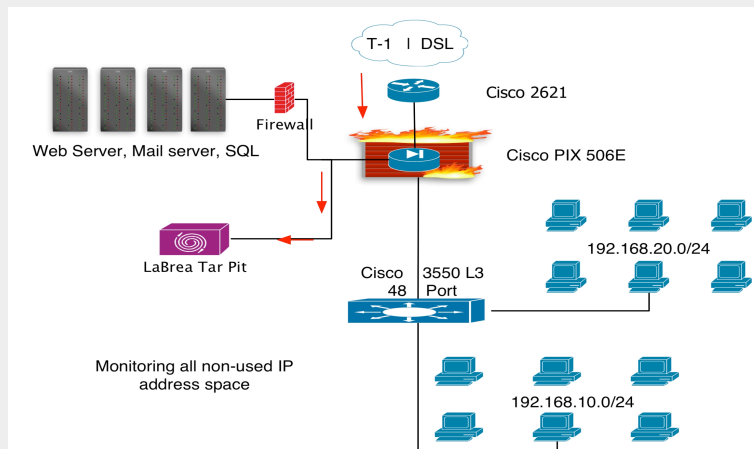 T-1 | DSL
Cisco 2621
Firewall
Web Server, Mail server, SQL
Cisco PIX 506E
192.168.20.0/24
LaBrea Tar Pit
Cisco 3550 L3
48 Port
Monitoring all non-used IP
address space
192.168.10.0/24